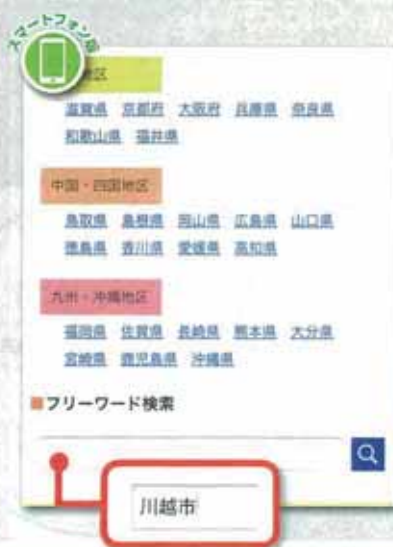 スマートフォン版
地区
滋賀県 京都府 大阪府 兵庫県 奈良県
和歌山県 福井県
中国・四国地区
鳥取県 島根県 岡山県 広島県 山口県
徳島県 香川県 愛媛県 高知県
九州・沖縄地区
福岡県 佐賀県 長崎県 熊本県 大分県
宮崎県 鹿児島県 沖縄県
■フリーワード検索
川越市